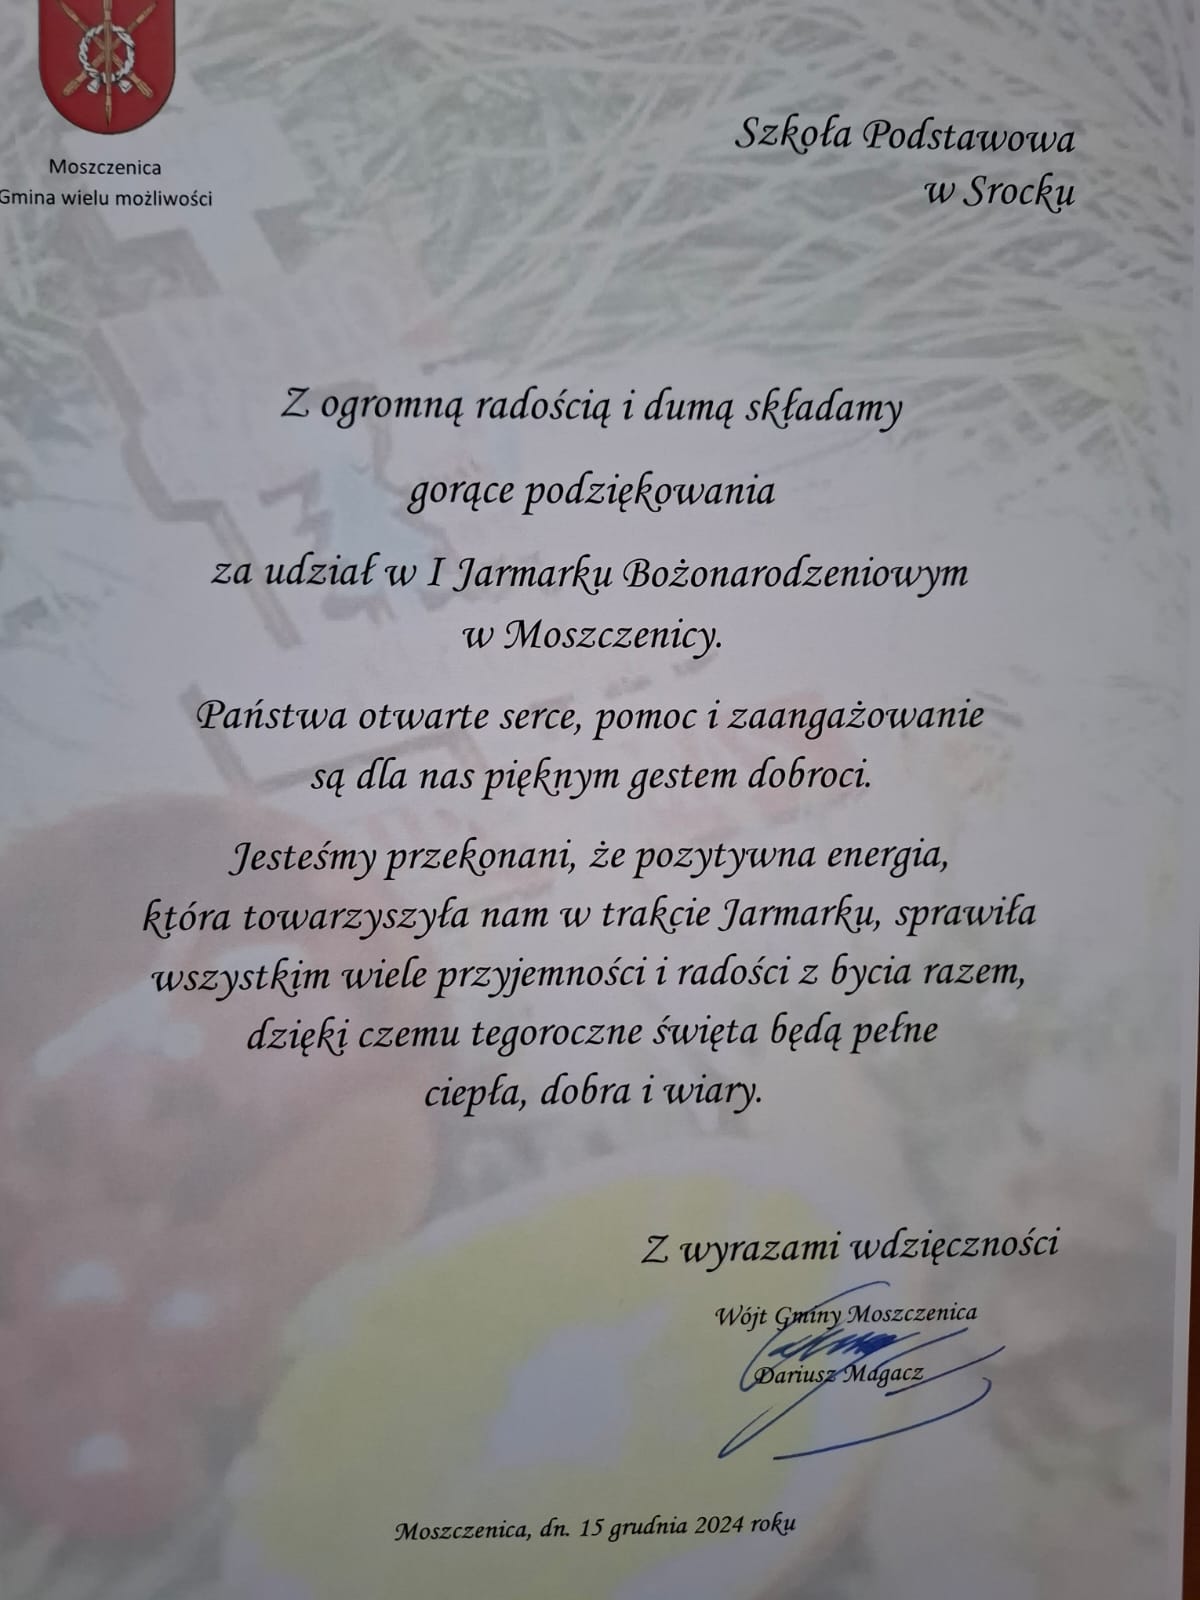 Moszczenica
Gmina wielu możliwości
Szkoła Podstawowa
w Srocku
Z ogromną radością i dumą składamy
gorące podziękowania
za udział w I Jarmarku Bożonarodzeniowym
w Moszczenicy.
Państwa otwarte serce, pomoc i zaangażowanie
są dla nas pięknym gestem dobroci.
Jesteśmy przekonani, że pozytywna energia,
która towarzyszyła nam w trakcie Jarmarku, sprawiła
wszystkim wiele przyjemności i radości z bycia razem,
dzięki czemu tegoroczne święta będą pełne
ciepła, dobra i wiary.
Z wyrazami wdzięczności
Wójt Gminy Moszczenica
Dariusz Magacz
Moszczenica, dn. 15 grudnia 2024 roku